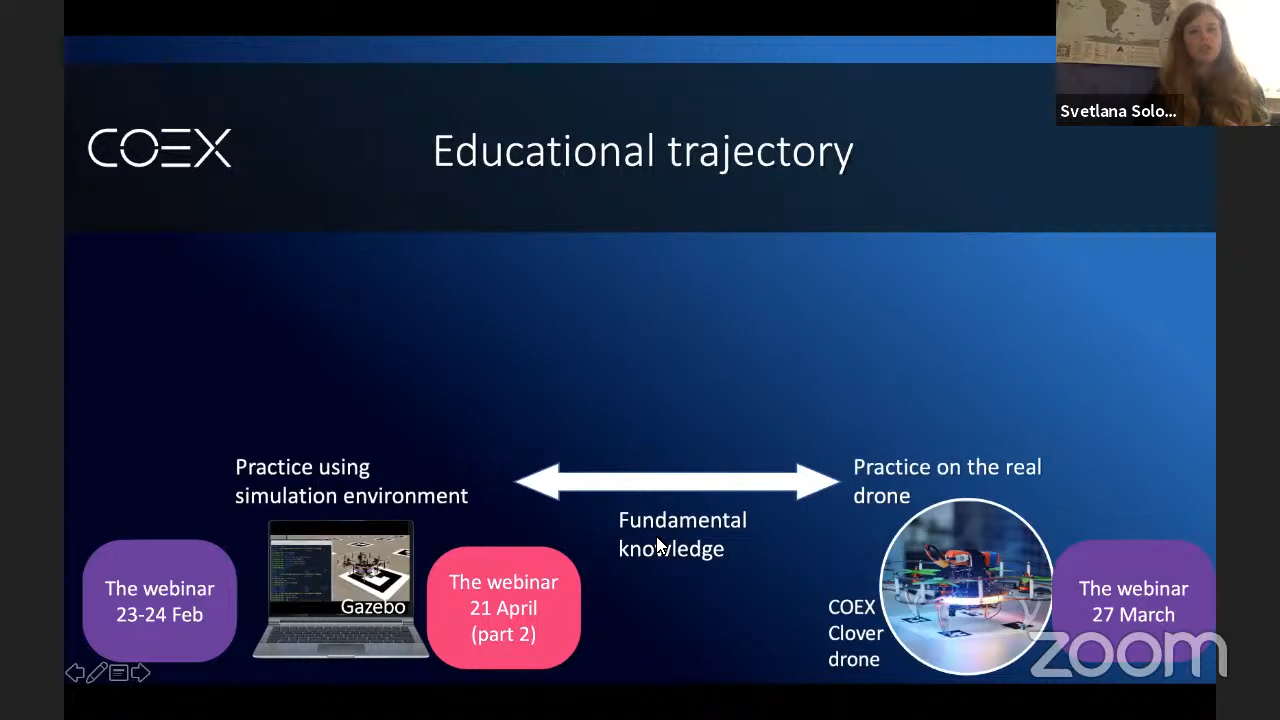 Svetlana Solo...
COEX
Educational trajectory
Practice using
simulation environment
Practice on the real
drone
Fundamental
knowledge
The webinar
23-24 Feb
Gazebo
The webinar
21 April
(part 2)
COEX
Clover
drone
The webinar
27 March
zoom